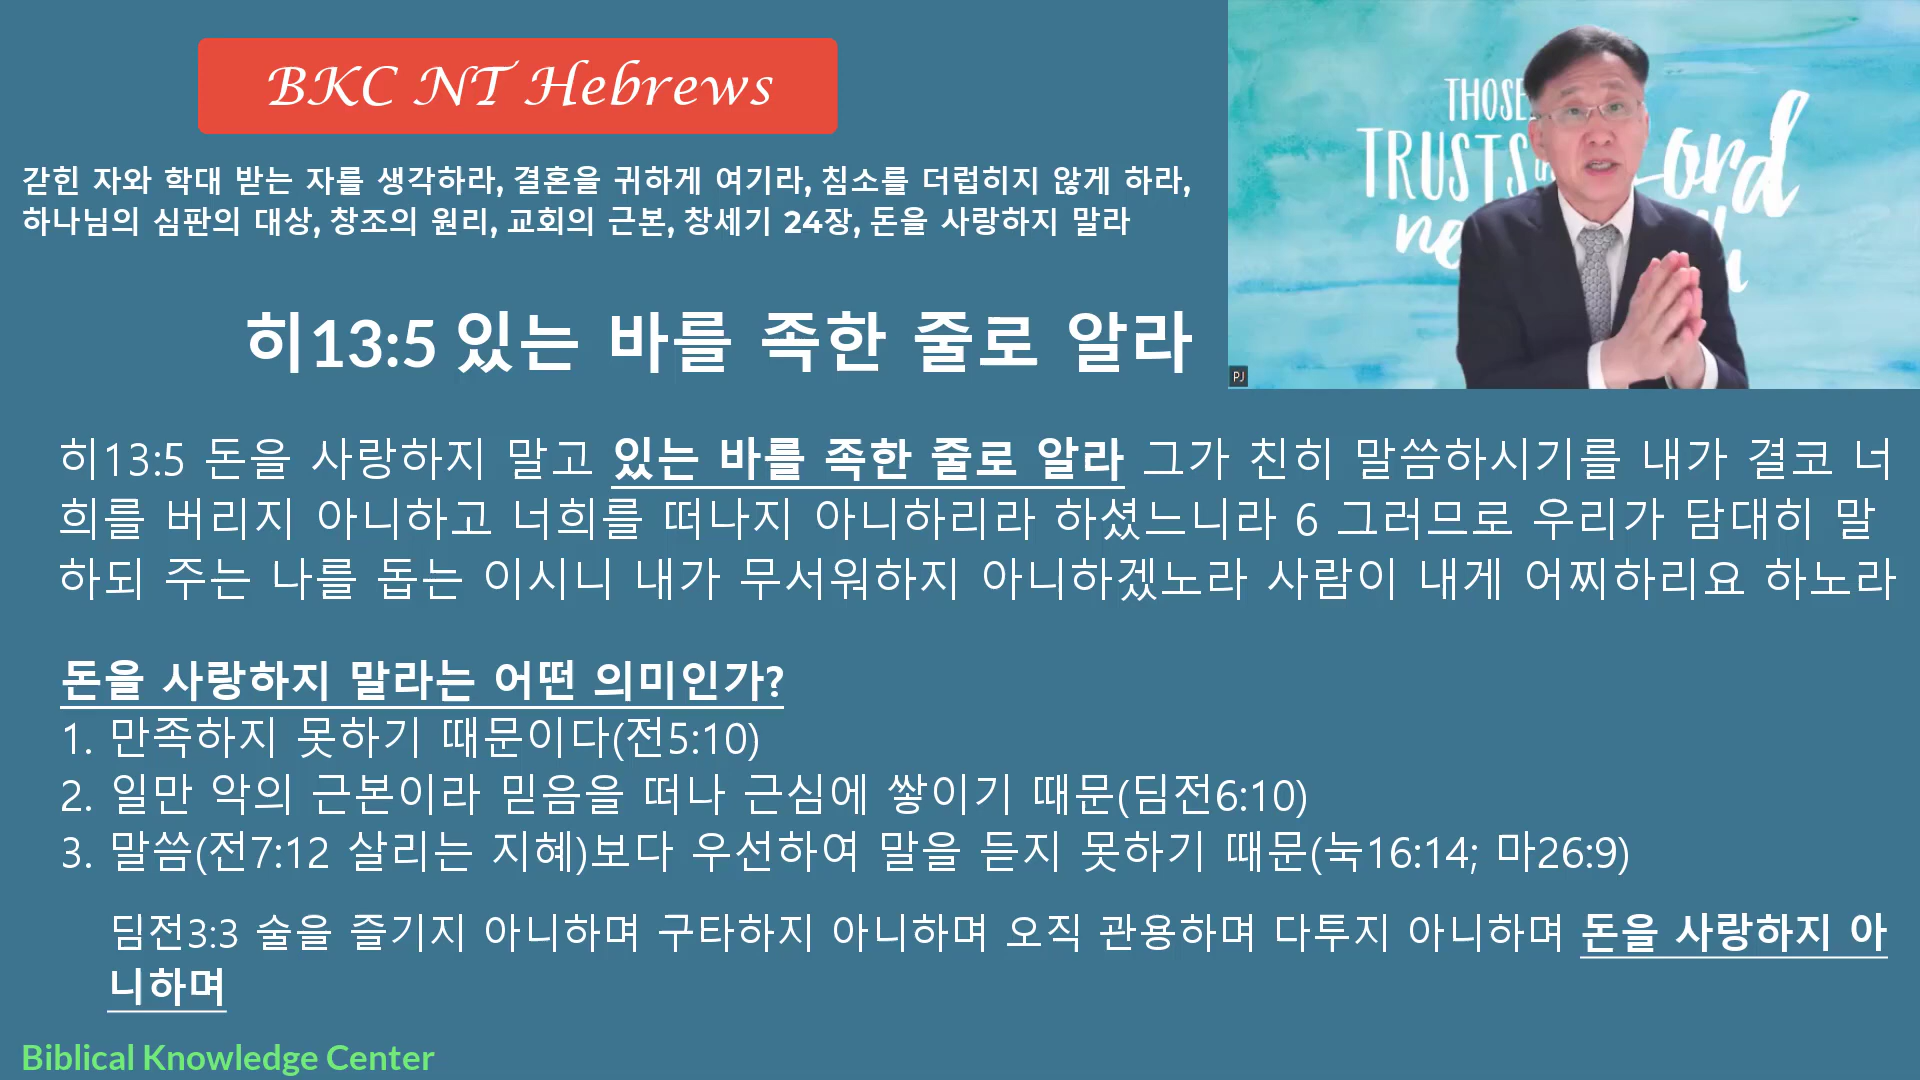 BKC NT Hebrews
갇힌 자와 학대 받는 자를 생각하라, 결혼을 귀하게 여기라, 침소를 더럽히지 않게 하라,
하나님의 심판의 대상, 창조의 원리, 교회의 근본, 창세기 24장, 돈을 사랑하지 말라
히13:5 있는 바를 족한 줄로 알라
THOSE
TRUSTS in ord
ne
PJ
히13:5 돈을 사랑하지 말고 있는 바를 족한 줄로 알라 그가 친히 말씀하시기를 내가 결코 너
희를 버리지 아니하고 너희를 떠나지 아니하리라 하셨느니라 6 그러므로 우리가 담대히 말
하되 주는 나를 돕는 이시니 내가 무서워하지 아니하겠노라 사람이 내게 어찌하리요 하노라
돈을 사랑하지 말라는 어떤 의미인가?
1. 만족하지 못하기 때문이다(전5:10)
2. 일만 악의 근본이라 믿음을 떠나 근심에 쌓이기 때문(딤전6:10)
3. 말씀(전7:12 살리는 지혜)보다 우선하여 말을 듣지 못하기 때문(눅16:14; 마26:9)
딤전3:3 술을 즐기지 아니하며 구타하지 아니하며 오직 관용하며 다투지 아니하며 돈을 사랑하지 아
니하며
Biblical Knowledge Center